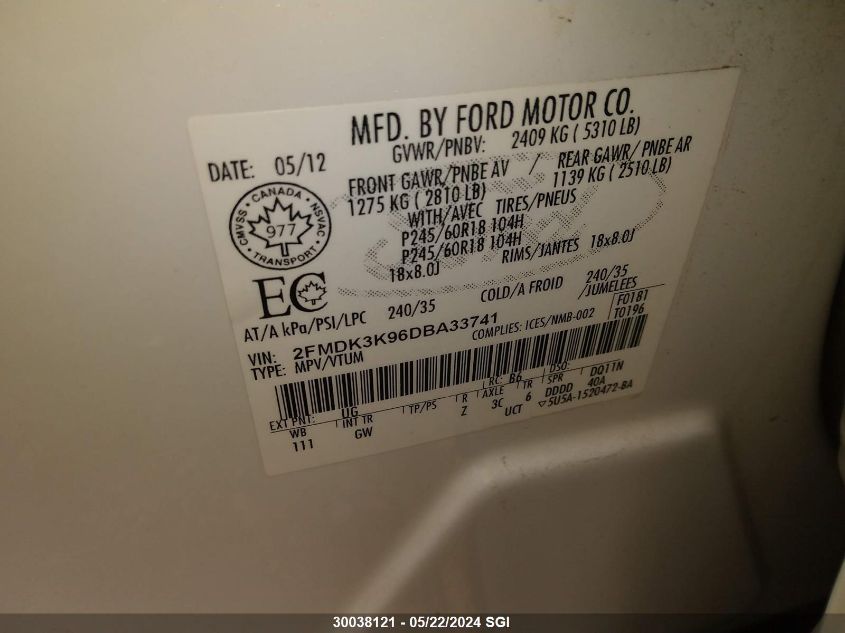 MFD. BY FORD MOTOR CO.
DATE: 05/12 GVWR/PNBV: 2409 KG ( 5310 LB)
FRONT GAWR/PNBE AV / REAR GAWR/ PNBE AR
1275 KG ( 2810 LB) 1139 KG ( 2510 LB)
WITH/AVEC TIRES/PNEUS
P245/60R18 104H
P245/60R18 104H
18x8.0J RIMS/JANTES 18x8.0J
CANADA
CMVSS 977 NSVAC
TRANSPORT
EC
AT/A kPa/PSI/LPC 240/35 COLD/A FROID 240/35
/JUMELEES
VIN: 2FMDK3K96DBA33741 COMPLIES: ICES/NMB-002 F0181
TYPE: MPV/VTUM T0196
EXT PNT: UG RC: B6 DSO:
WB INT TR TP/PS R AXLE TR SPR DQ11N
111 GW Z 3C 6 DDDD 40A
UCT ▽5U5A-1520472-BA
30038121 - 05/22/2024 SGI